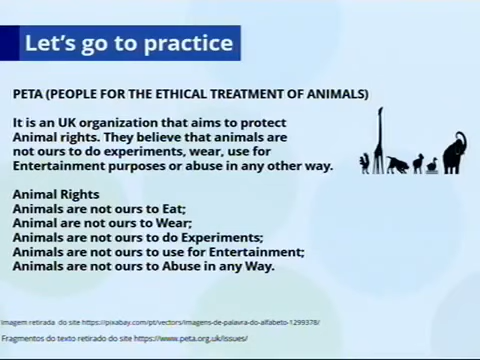 Let's go to practice
PETA (PEOPLE FOR THE ETHICAL TREATMENT OF ANIMALS)
It is an UK organization that aims to protect
Animal rights. They believe that animals are
not ours to do experiments, wear, use for
Entertainment purposes or abuse in any other way.
Animal Rights
Animals are not ours to Eat;
Animal are not ours to Wear;
Animals are not ours to do Experiments;
Animals are not ours to use for Entertainment;
Animals are not ours to Abuse in any Way.
Imagem retirada do site https://pixabay.com/pt/vectors/imagens-de-palavra-do-alfabeto-1299378/
Fragmentos do texto retirado do site https://www.peta.org.uk/issues/